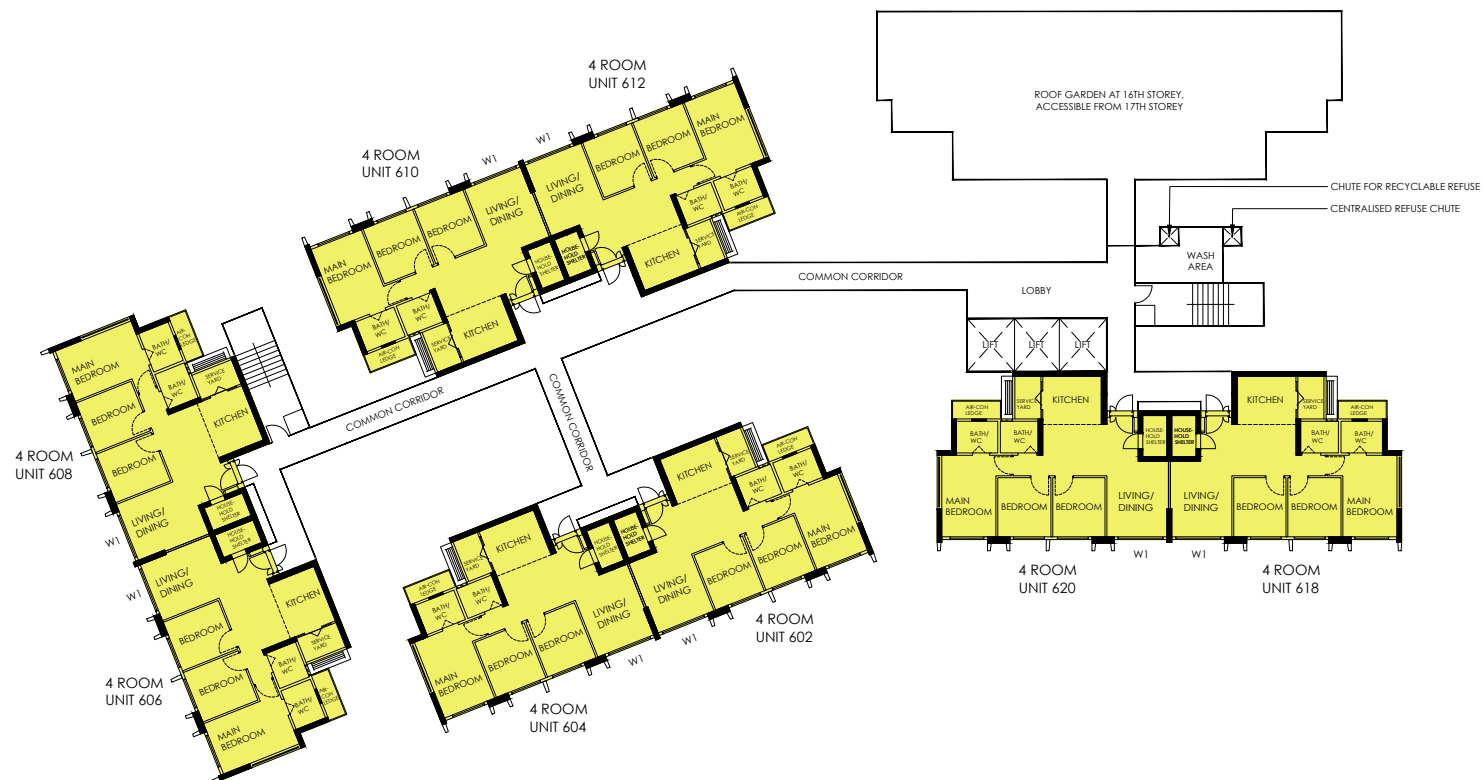 4 ROOM
UNIT 612
MAIN
BEDROOM
BEDROOM
BEDROOM
LIVING/
DINING
W1
BATH/
WC
BATH/
WC
AIR-CON
LEDGE
SERVICE
YARD
KITCHEN
HOUSE-
HOLD
SHELTER
4 ROOM
UNIT 610
W1
LIVING/
DINING
BEDROOM
BEDROOM
MAIN
BEDROOM
BATH/
WC
BATH/
WC
AIR-CON
LEDGE
SERVICE
YARD
KITCHEN
HOUSE-
HOLD
SHELTER
ROOF GARDEN AT 16TH STOREY,
ACCESSIBLE FROM 17TH STOREY
CHUTE FOR RECYCLABLE REFUSE
CENTRALISED REFUSE CHUTE
WASH
AREA
COMMON CORRIDOR
LOBBY
LIFT
LIFT
LIFT
COMMON CORRIDOR
COMMON CORRIDOR
4 ROOM
UNIT 608
MAIN
BEDROOM
BATH/
WC
AIR-
CON
LEDGE
BATH/
WC
SERVICE
YARD
BEDROOM
KITCHEN
BEDROOM
LIVING/
DINING
W1
HOUSE-
HOLD
SHELTER
4 ROOM
UNIT 606
HOUSE-
HOLD
SHELTER
LIVING/
DINING
W1
KITCHEN
BEDROOM
SERVICE
YARD
BEDROOM
BATH/
WC
BATH/
WC
AIR-
CON
LEDGE
MAIN
BEDROOM
4 ROOM
UNIT 604
KITCHEN
SERVICE
YARD
AIR-CON
LEDGE
BATH/
WC
BATH/
WC
HOUSE-
HOLD
SHELTER
MAIN
BEDROOM
BEDROOM
BEDROOM
LIVING/
DINING
W1
4 ROOM
UNIT 602
KITCHEN
SERVICE
YARD
AIR-CON
LEDGE
BATH/
WC
BATH/
WC
HOUSE-
HOLD
SHELTER
LIVING/
DINING
BEDROOM
BEDROOM
MAIN
BEDROOM
W1
4 ROOM
UNIT 620
AIR-CON
LEDGE
SERVICE
YARD
KITCHEN
BATH/
WC
BATH/
WC
HOUSE-
HOLD
SHELTER
MAIN
BEDROOM
BEDROOM
BEDROOM
LIVING/
DINING
W1
4 ROOM
UNIT 618
KITCHEN
SERVICE
YARD
AIR-CON
LEDGE
HOUSE-
HOLD
SHELTER
BATH/
WC
BATH/
WC
LIVING/
DINING
BEDROOM
BEDROOM
MAIN
BEDROOM
W1